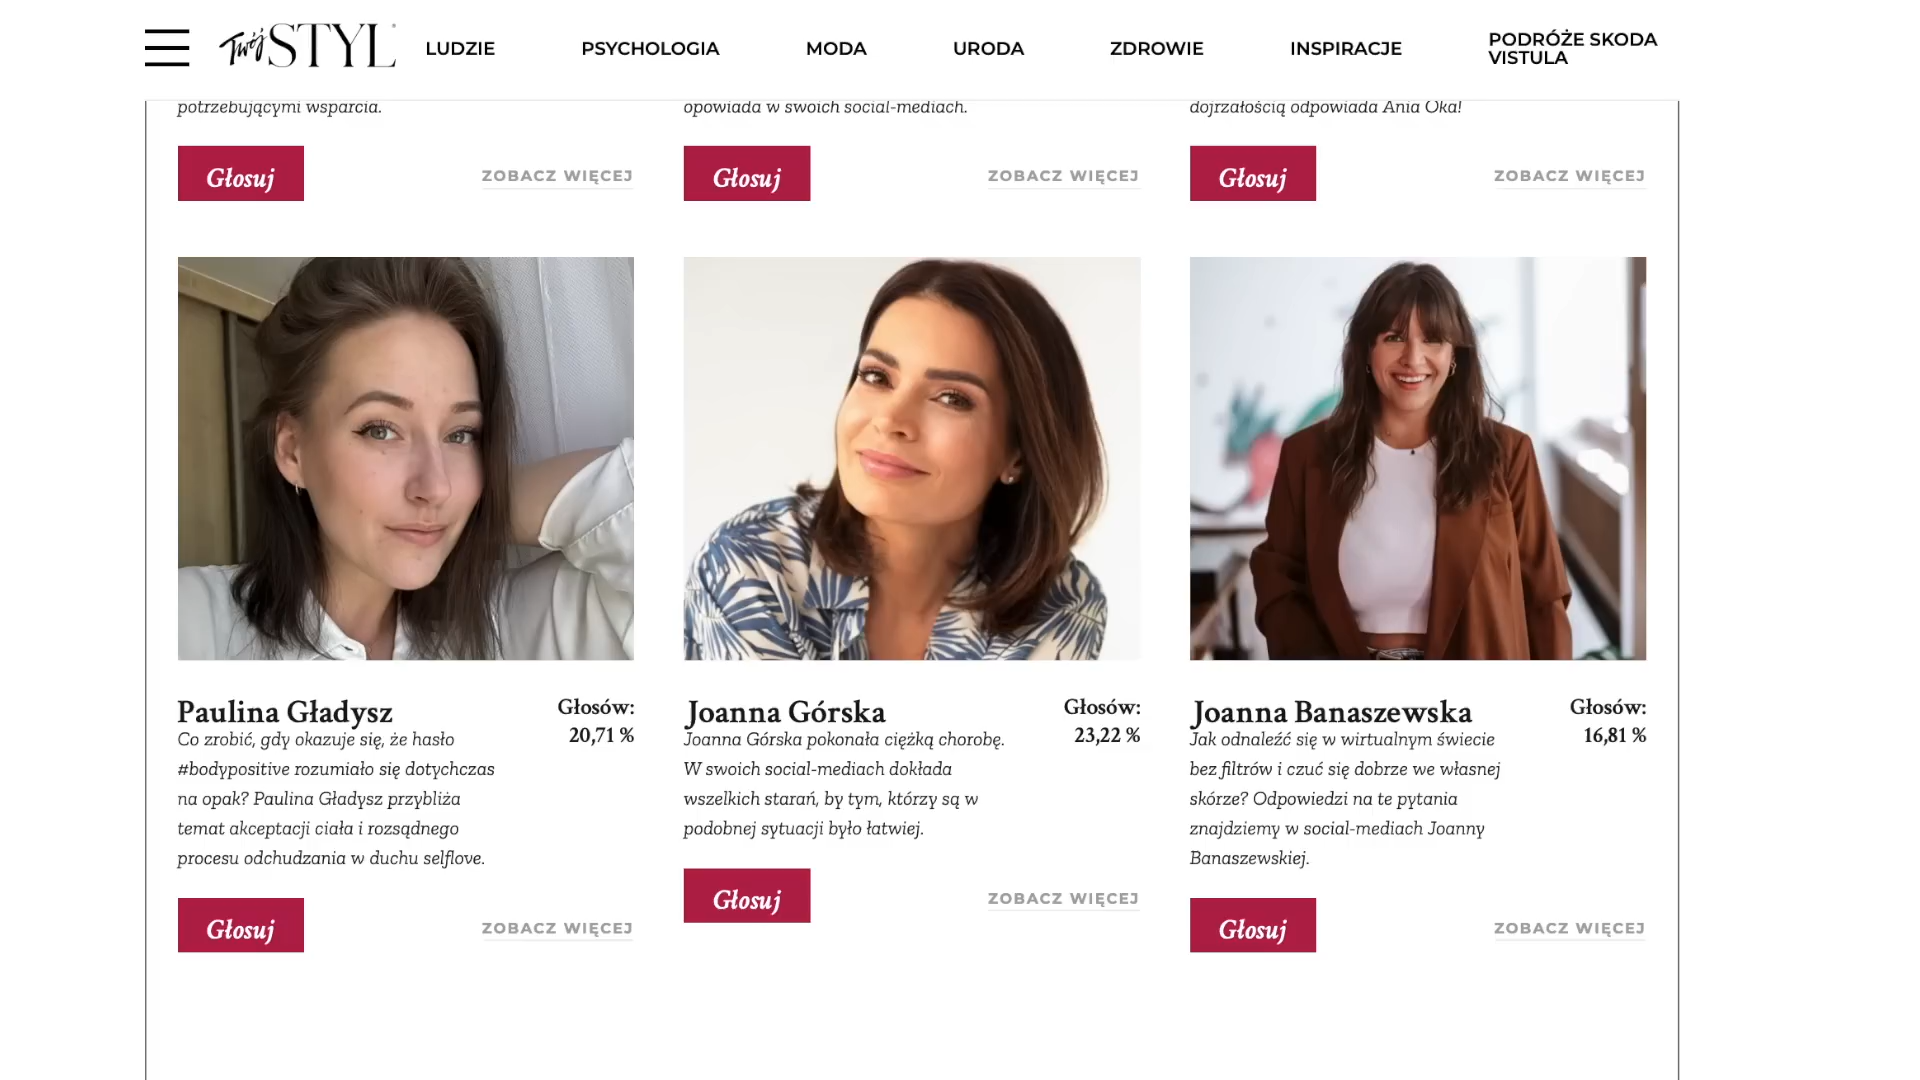 Twój STYL
LUDZIE
PSYCHOLOGIA
MODA
URODA
ZDROWIE
INSPIRACJE
PODRÓŻE SKODA
VISTULA
potrzebującymi wsparcia.
Głosuj
ZOBACZ WIĘCEJ
opowiada w swoich social-mediach.
Głosuj
ZOBACZ WIĘCEJ
dojrzałością odpowiada Ania Oka!
Głosuj
ZOBACZ WIĘCEJ
Paulina Gładysz
Głosów:
20,71 %
Co zrobić, gdy okazuje się, że hasło
#bodypositive rozumiało się dotychczas
na opak? Paulina Gładysz przybliża
temat akceptacji ciała i rozsądnego
procesu odchudzania w duchu selflove.
Głosuj
ZOBACZ WIĘCEJ
Joanna Górska
Głosów:
23,22 %
Joanna Górska pokonała ciężką chorobę.
W swoich social-mediach dokłada
wszelkich starań, by tym, którzy są w
podobnej sytuacji było łatwiej.
Głosuj
ZOBACZ WIĘCEJ
Joanna Banaszewska
Głosów:
16,81 %
Jak odnaleźć się w wirtualnym świecie
bez filtrów i czuć się dobrze we własnej
skórze? Odpowiedzi na te pytania
znajdziemy w social-mediach Joanny
Banaszewskiej.
Głosuj
ZOBACZ WIĘCEJ